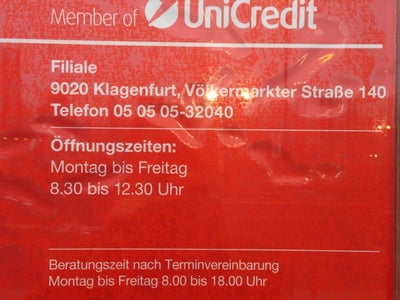 Member of UniCredit
Filiale
9020 Klagenfurt, Völkermarkter Straße 140
Telefon 05 05 05-32040
Öffnungszeiten:
Montag bis Freitag
8.30 bis 12.30 Uhr
Beratungszeit nach Terminvereinbarung
Montag bis Freitag 8.00 bis 18.00 Uhr